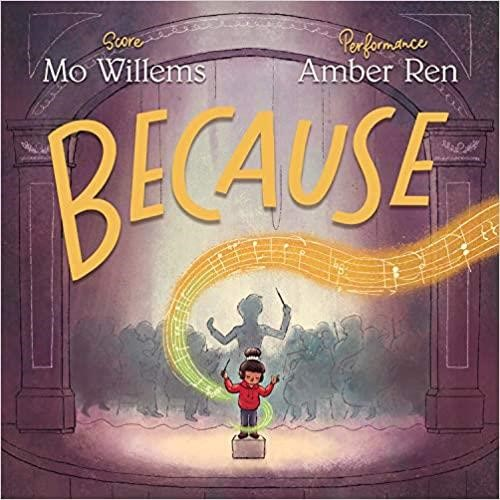 Score Performance
Mo Willems Amber Ren
BECAUSE